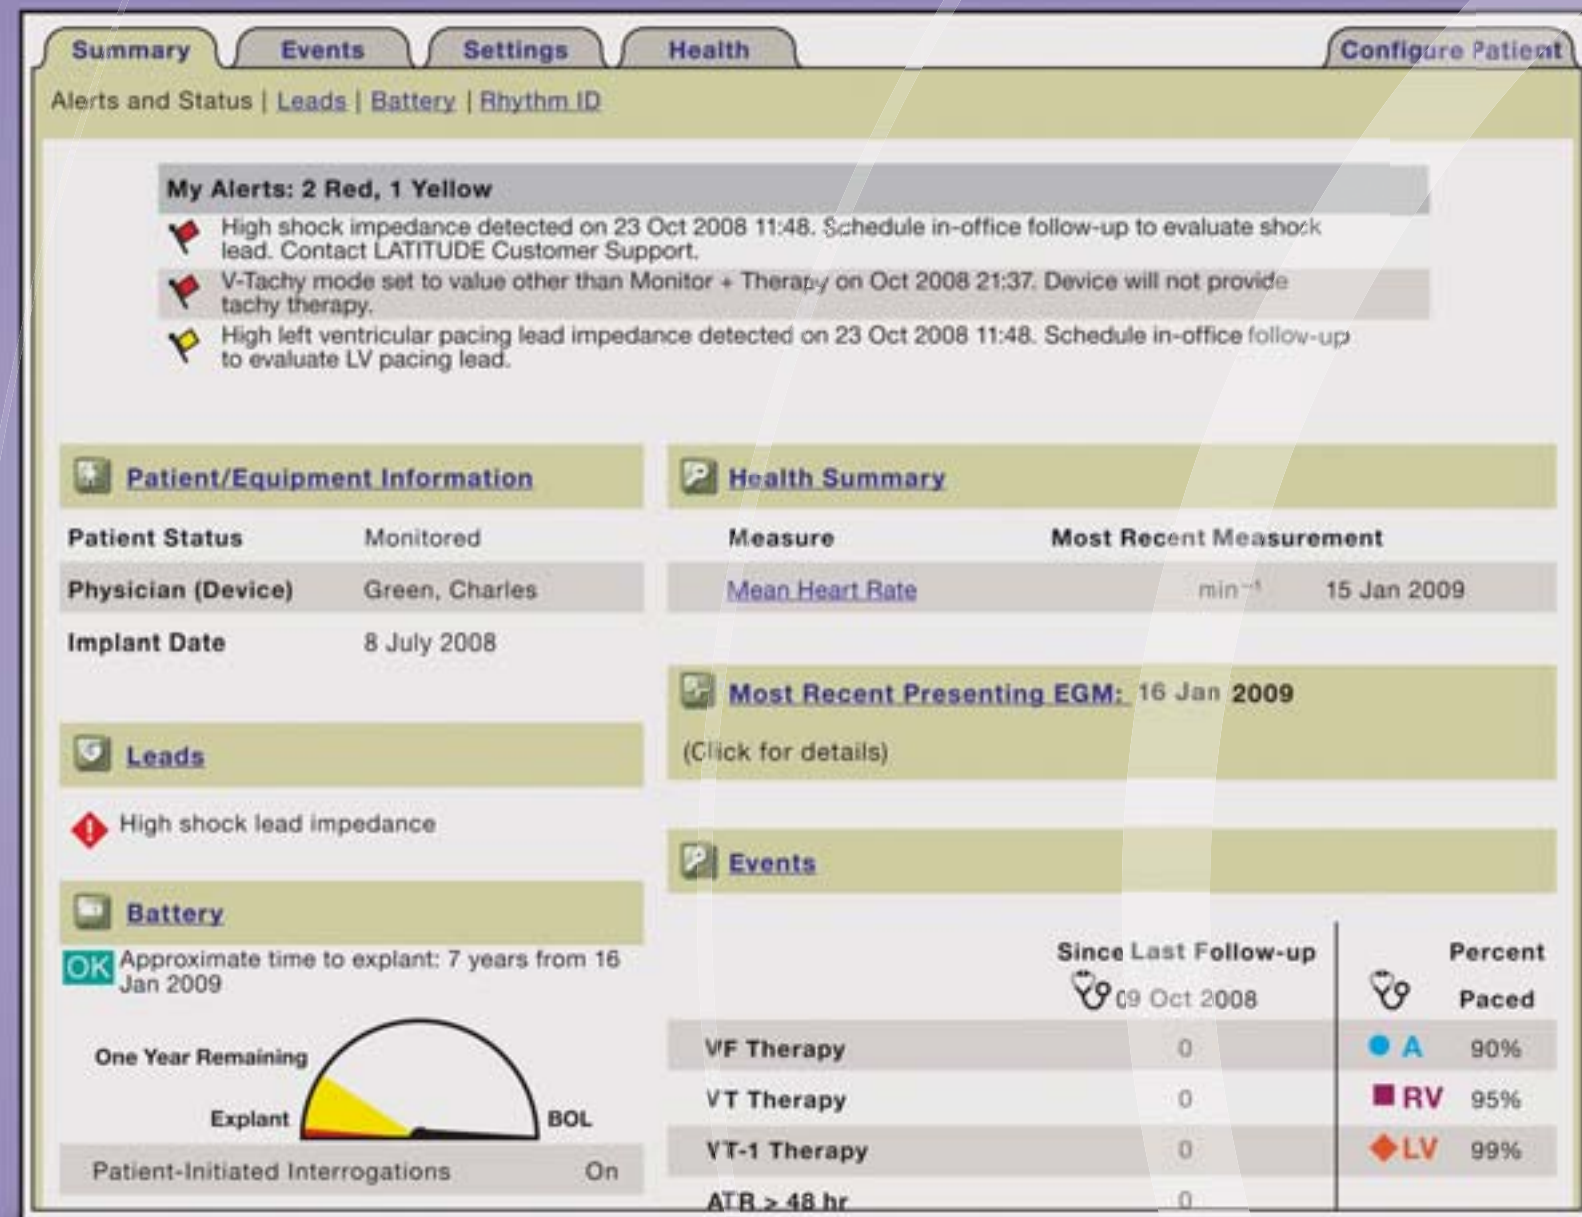 Summary Events Settings Health Configure Patient
Alerts and Status | Leads | Battery | Rhythm ID
My Alerts: 2 Red, 1 Yellow
High shock impedance detected on 23 Oct 2008 11:48. Schedule in-office follow-up to evaluate shock
lead. Contact LATITUDE Customer Support.
V-Tachy mode set to value other than Monitor + Therapy on Oct 2008 21:37. Device will not provide
tachy therapy.
High left ventricular pacing lead impedance detected on 23 Oct 2008 11:48. Schedule in-office follow-up
to evaluate LV pacing lead.
Patient/Equipment Information
Patient Status Monitored
Physician (Device) Green, Charles
Implant Date 8 July 2008
Leads
High shock lead impedance
Battery
OK Approximate time to explant: 7 years from 16
Jan 2009
One Year Remaining
Explant BOL
Patient-Initiated Interrogations On
Health Summary
Measure Most Recent Measurement
Mean Heart Rate min⁻¹ 15 Jan 2009
Most Recent Presenting EGM: 16 Jan 2009
(Click for details)
Events
Since Last Follow-up Percent
09 Oct 2008 Paced
VF Therapy 0 A 90%
VT Therapy 0 RV 95%
VT-1 Therapy 0 LV 99%
ATR > 48 hr 0